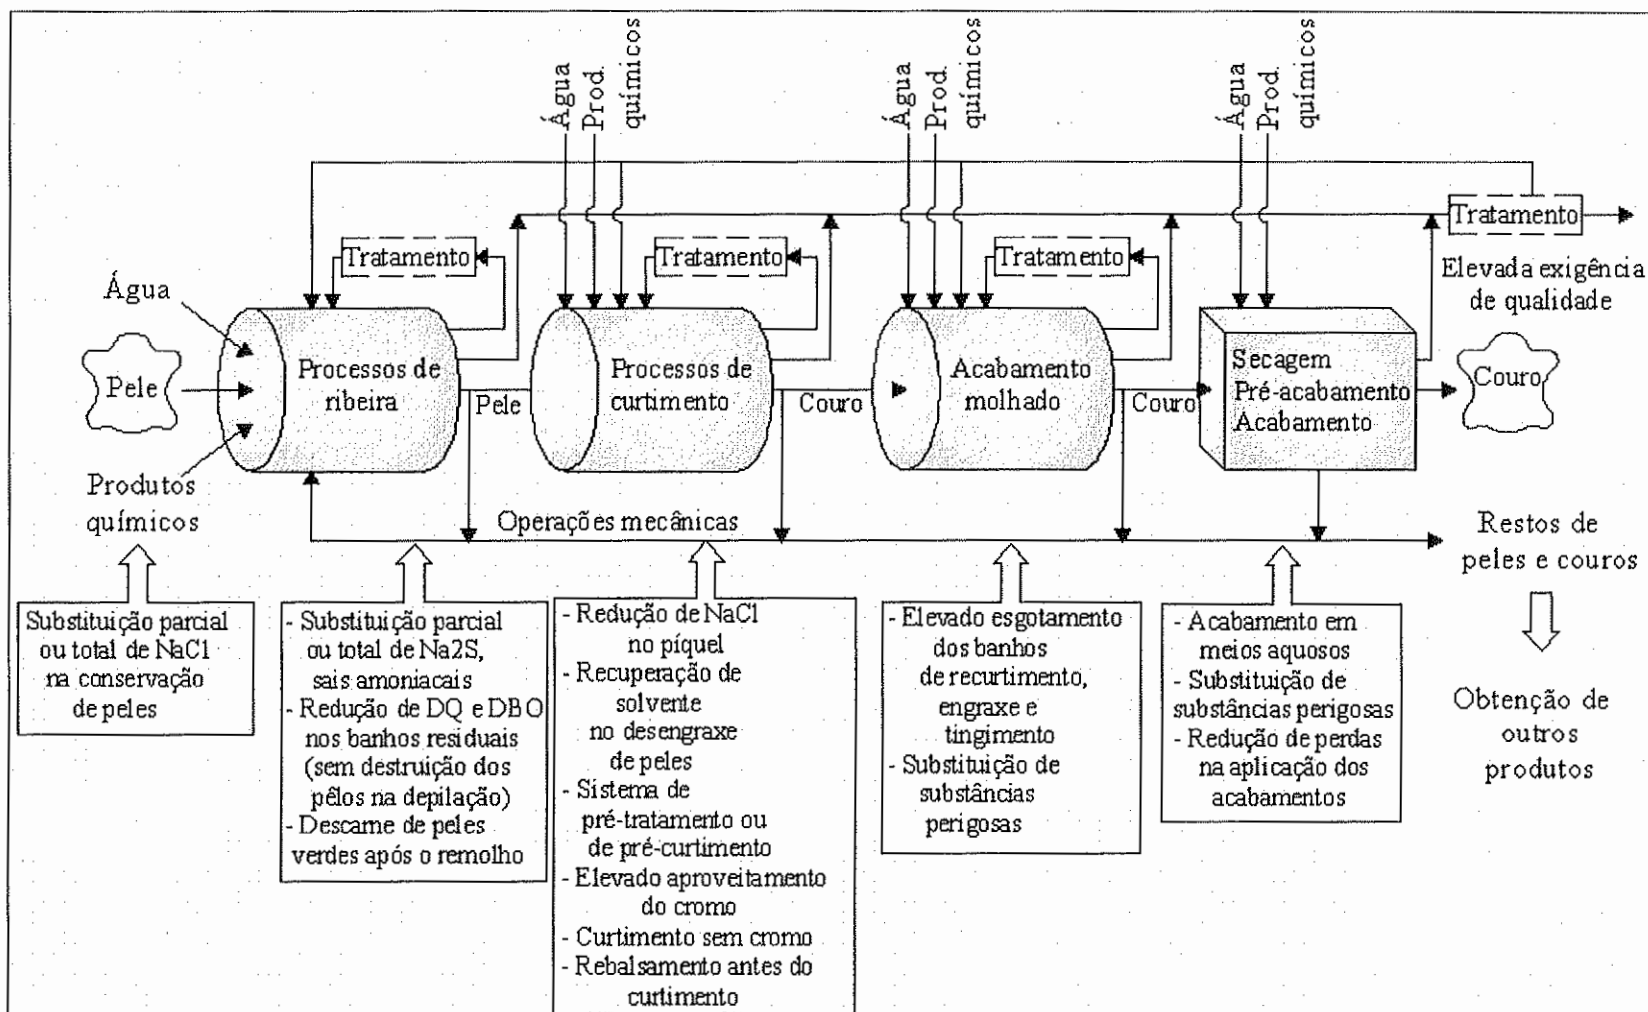 Água
Prod.
químicos
Água
Prod.
químicos
Água
Prod.
químicos
Tratamento
Tratamento
Tratamento
Tratamento
Elevada exigência
de qualidade
Água
Pele
Produtos
químicos
Processos de
ribeira
Pele
Processos de
curtimento
Couro
Acabamento
molhado
Couro
Secagem
Pré-acabamento
Acabamento
Couro
Operações mecânicas
Restos de
peles e couros
Obtenção de
outros
produtos
Substituição parcial
ou total de NaCl
na conservação
de peles
- Substituição parcial
ou total de Na2S,
sais amoniacais
- Redução de DQ e DBO
nos banhos residuais
(sem destruição dos
pêlos na depilação)
- Descarne de peles
verdes após o remolho
- Redução de NaCl
no píquel
- Recuperação de
solvente
no desengraxe
de peles
- Sistema de
pré-tratamento ou
de pré-curtimento
- Elevado aproveitamento
do cromo
- Curtimento sem cromo
- Rebalsamento antes do
curtimento
- Elevado esgotamento
dos banhos
de recurtimento,
engraxe e
tingimento
- Substituição de
substâncias
perigosas
- Acabamento em
meios aquosos
- Substituição de
substâncias perigosas
- Redução de perdas
na aplicação dos
acabamentos